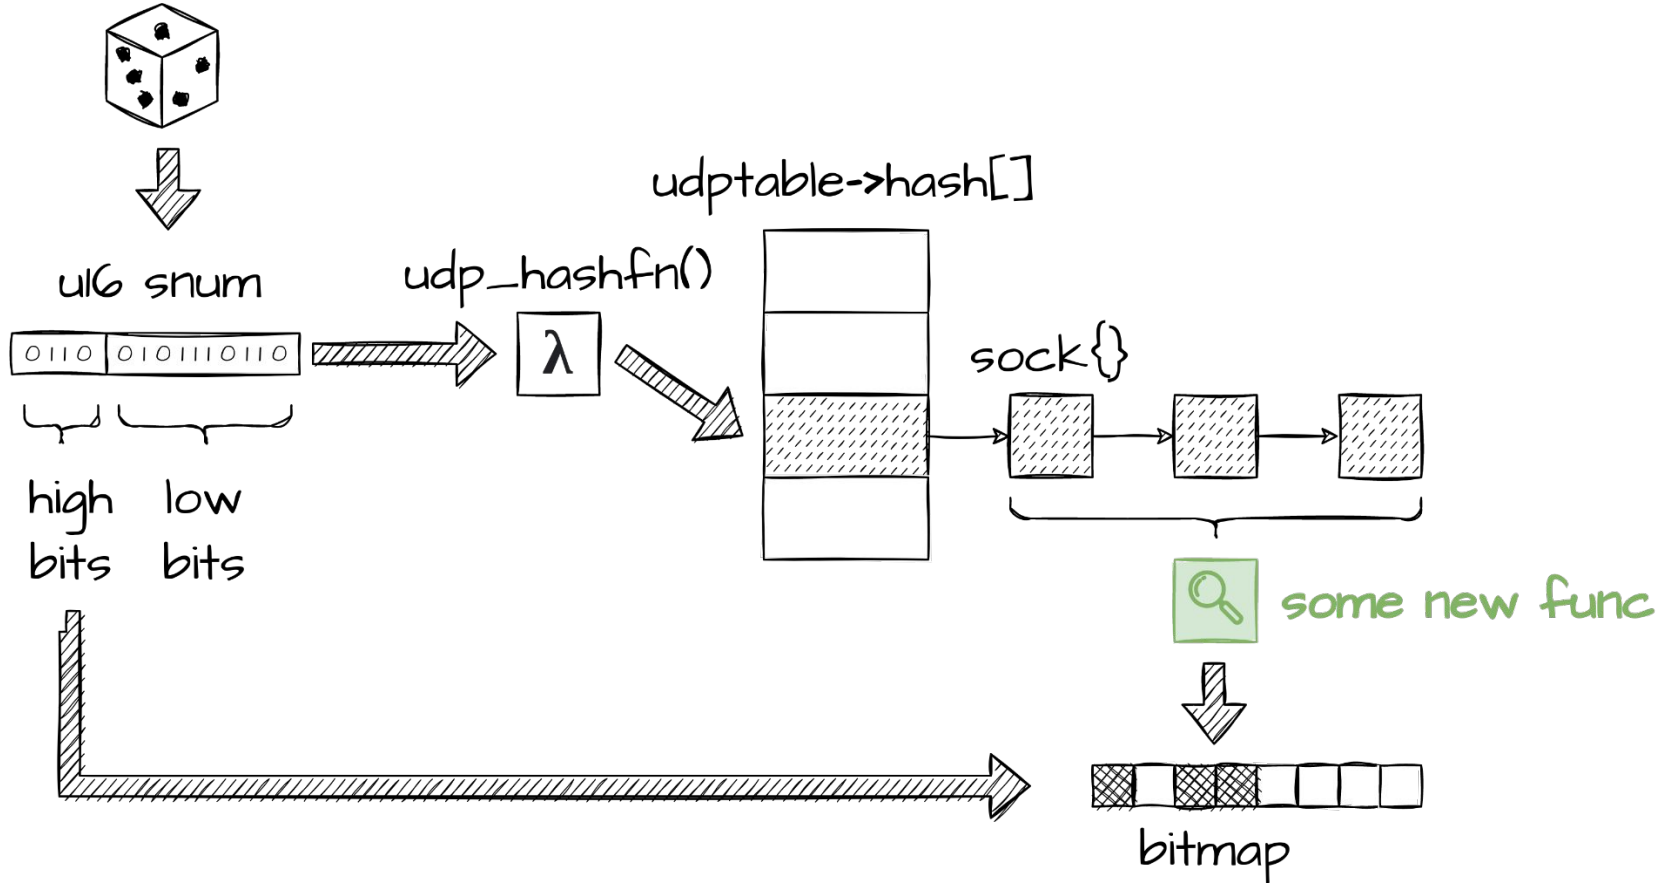 udptable->hash[]
u16 snum
udp_hashfn()
0110 0101110110
λ
sock{}
high
bits
low
bits
some new func
bitmap